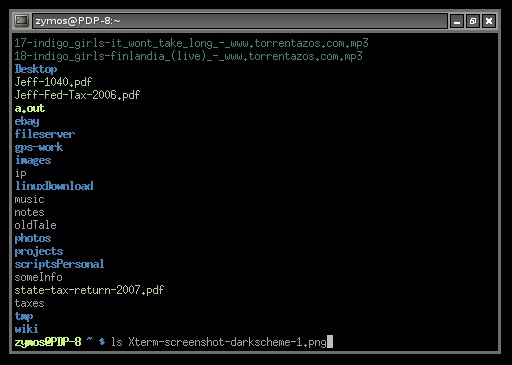 zymos@PDP-8:~
17-indigo_girls-it_wont_take_long_-_www.torrentazos.com.mp3
18-indigo_girls-finlandia_(live)_-_www.torrentazos.com.mp3
Desktop
Jeff-1040.pdf
Jeff-Fed-Tax-2006.pdf
a.out
ebay
fileserver
gps-work
images
ip
linuxDownload
music
notes
oldTale
photos
projects
scriptsPersonal
someInfo
state-tax-return-2007.pdf
taxes
tmp
wiki
zymos@PDP-8 ~ $ ls Xterm-screenshot-darkscheme-1.png